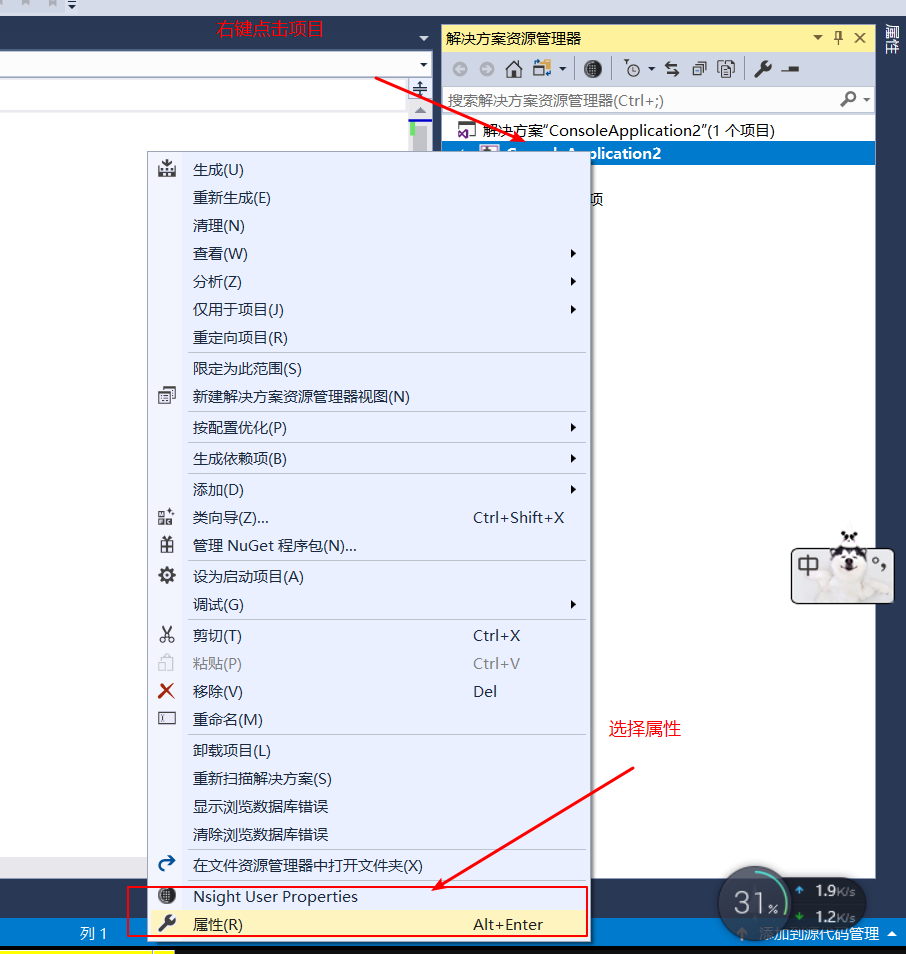 右键点击项目
解决方案资源管理器
属性
搜索解决方案资源管理器(Ctrl+;)
解决方案“ConsoleApplication2”(1 个项目)
项
生成(U)
重新生成(E)
清理(N)
查看(W)
分析(Z)
仅用于项目(J)
重定向项目(R)
限定为此范围(S)
新建解决方案资源管理器视图(N)
按配置优化(P)
生成依赖项(B)
添加(D)
类向导(Z)... Ctrl+Shift+X
管理 NuGet 程序包(N)...
设为启动项目(A)
调试(G)
剪切(T) Ctrl+X
粘贴(P) Ctrl+V
移除(V) Del
重命名(M)
卸载项目(L)
重新扫描解决方案(S)
显示浏览数据库错误
清除浏览数据库错误
在文件资源管理器中打开文件夹(X)
Nsight User Properties
属性(R) Alt+Enter
选择属性
中 °,
31%
1.9K/s
1.2K/s
列 1
添加到源代码管理